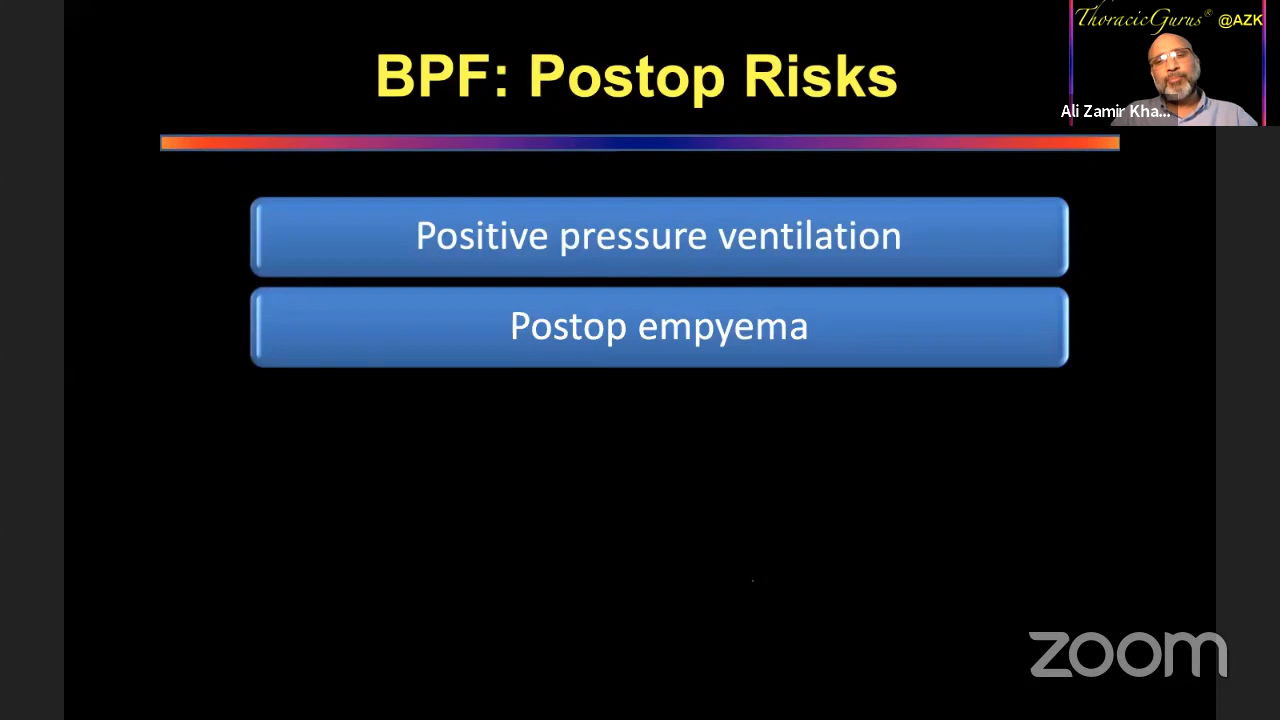 ThoracicGurus® @AZK
BPF: Postop Risks
Ali Zamir Kha...
Positive pressure ventilation
Postop empyema
zoom